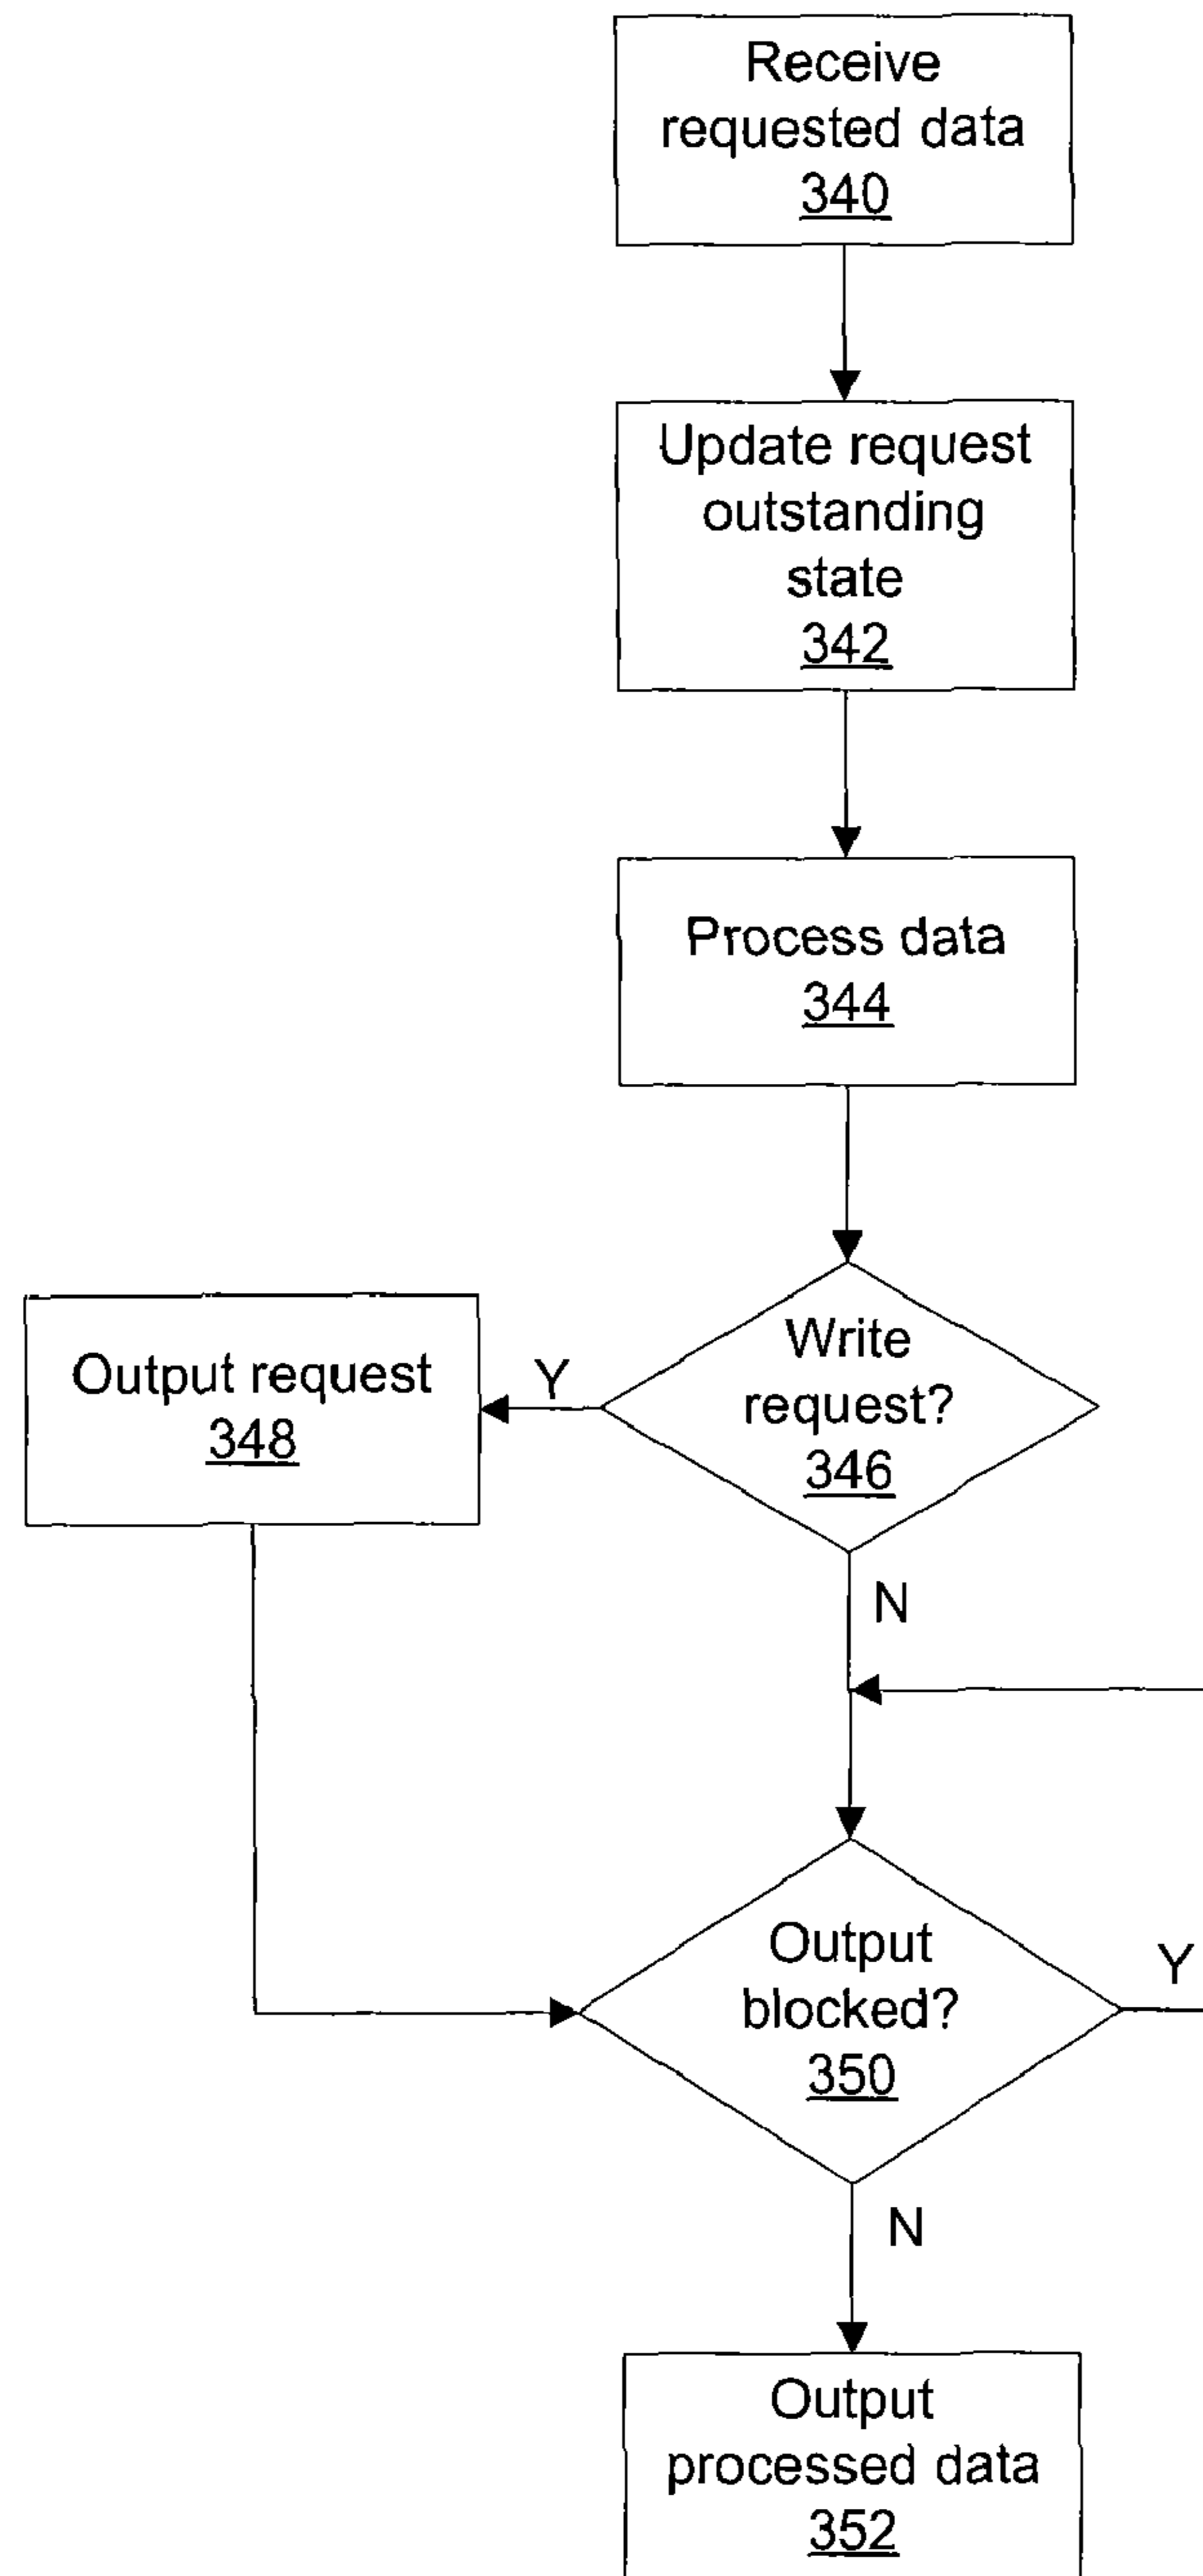 Receive
requested data
340
Update request
outstanding
state
342
Process data
344
Write
request?
346
Y
Output request
348
N
Output
blocked?
350
Y
N
Output
processed data
352